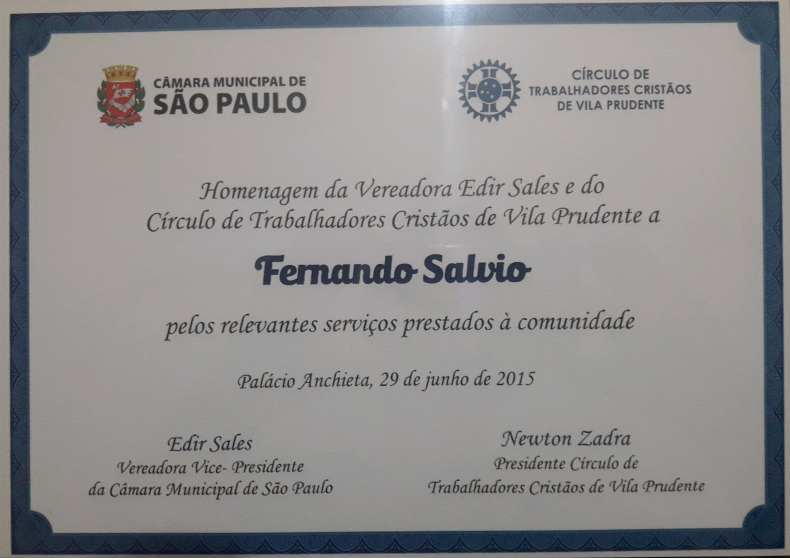 CÂMARA MUNICIPAL DE
SÃO PAULO
CÍRCULO DE
TRABALHADORES CRISTÃOS
DE VILA PRUDENTE
Homenagem da Vereadora Edir Sales e do
Círculo de Trabalhadores Cristãos de Vila Prudente a
Fernando Salvio
pelos relevantes serviços prestados à comunidade
Palácio Anchieta, 29 de junho de 2015
Edir Sales
Vereadora Vice- Presidente
da Câmara Municipal de São Paulo
Newton Zadra
Presidente Círculo de
Trabalhadores Cristãos de Vila Prudente